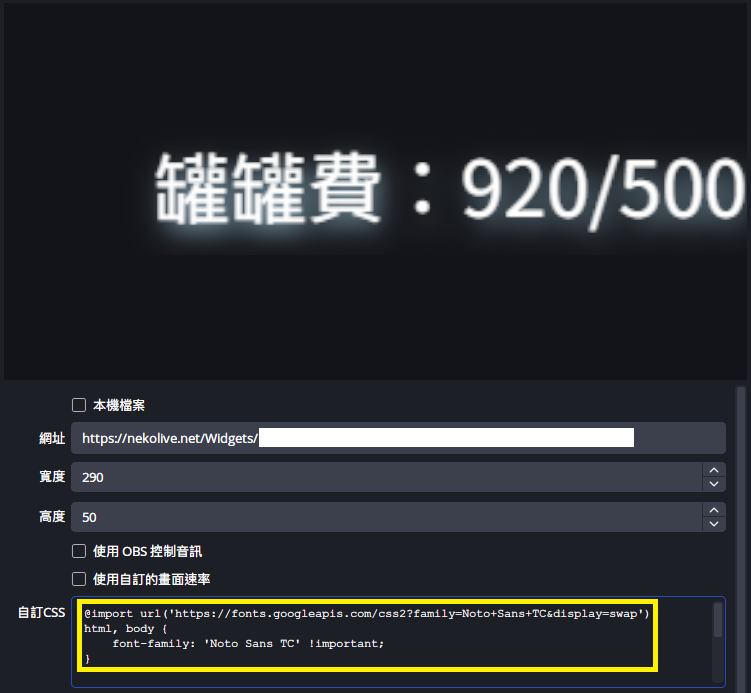 罐罐費：920/500
本機檔案
網址 https://nekolive.net/Widgets/
寬度 290
高度 50
使用 OBS 控制音訊
使用自訂的畫面速率
自訂CSS
@import url('https://fonts.googleapis.com/css2?family=Noto+Sans+TC&display=swap')
html, body {
    font-family: 'Noto Sans TC' !important;
}